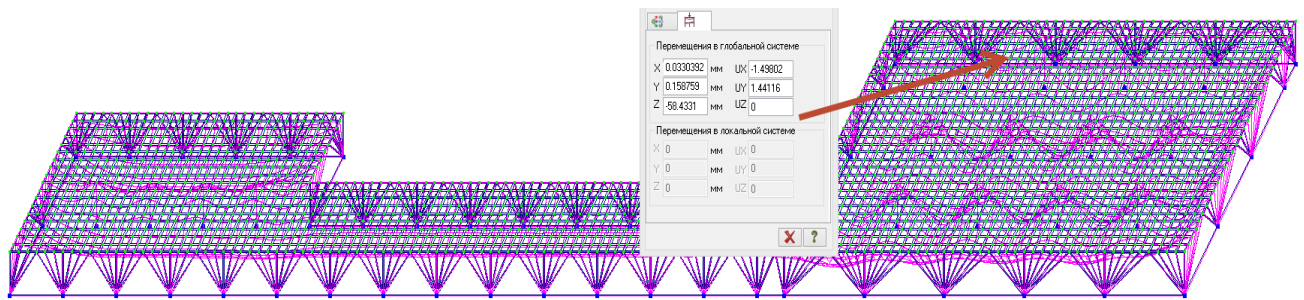 Перемещения в глобальной системе
X 0.0330392 мм UX -1.49802
Y 0.158759 мм UY 1.44116
Z -58.4331 мм UZ 0
Перемещения в локальной системе
X 0 мм UX 0
Y 0 мм UY 0
Z 0 мм UZ 0
X ?